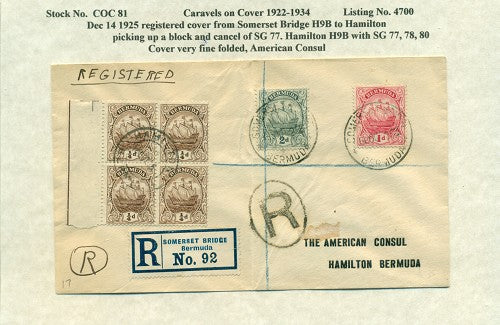 Stock No. COC 81 Caravels on Cover 1922-1934 Listing No. 4700
Dec 14 1925 registered cover from Somerset Bridge H9B to Hamilton
picking up a block and cancel of SG 77. Hamilton H9B with SG 77, 78, 80
Cover very fine folded, American Consul
REGISTERED
BERMUDA BERMUDA
BERMUDA BERMUDA
¼d ¼d
¼d ¼d
BERMUDA
2d
BERMUDA
BERMUDA
1d
BERMUDA
R
R SOMERSET BRIDGE
Bermuda
No. 92
R
THE AMERICAN CONSUL
HAMILTON BERMUDA
17